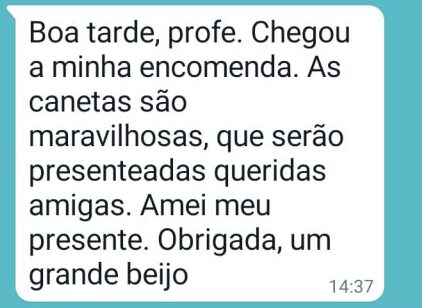 Boa tarde, profe. Chegou
a minha encomenda. As
canetas são
maravilhosas, que serão
presenteadas queridas
amigas. Amei meu
presente. Obrigada, um
grande beijo
14:37